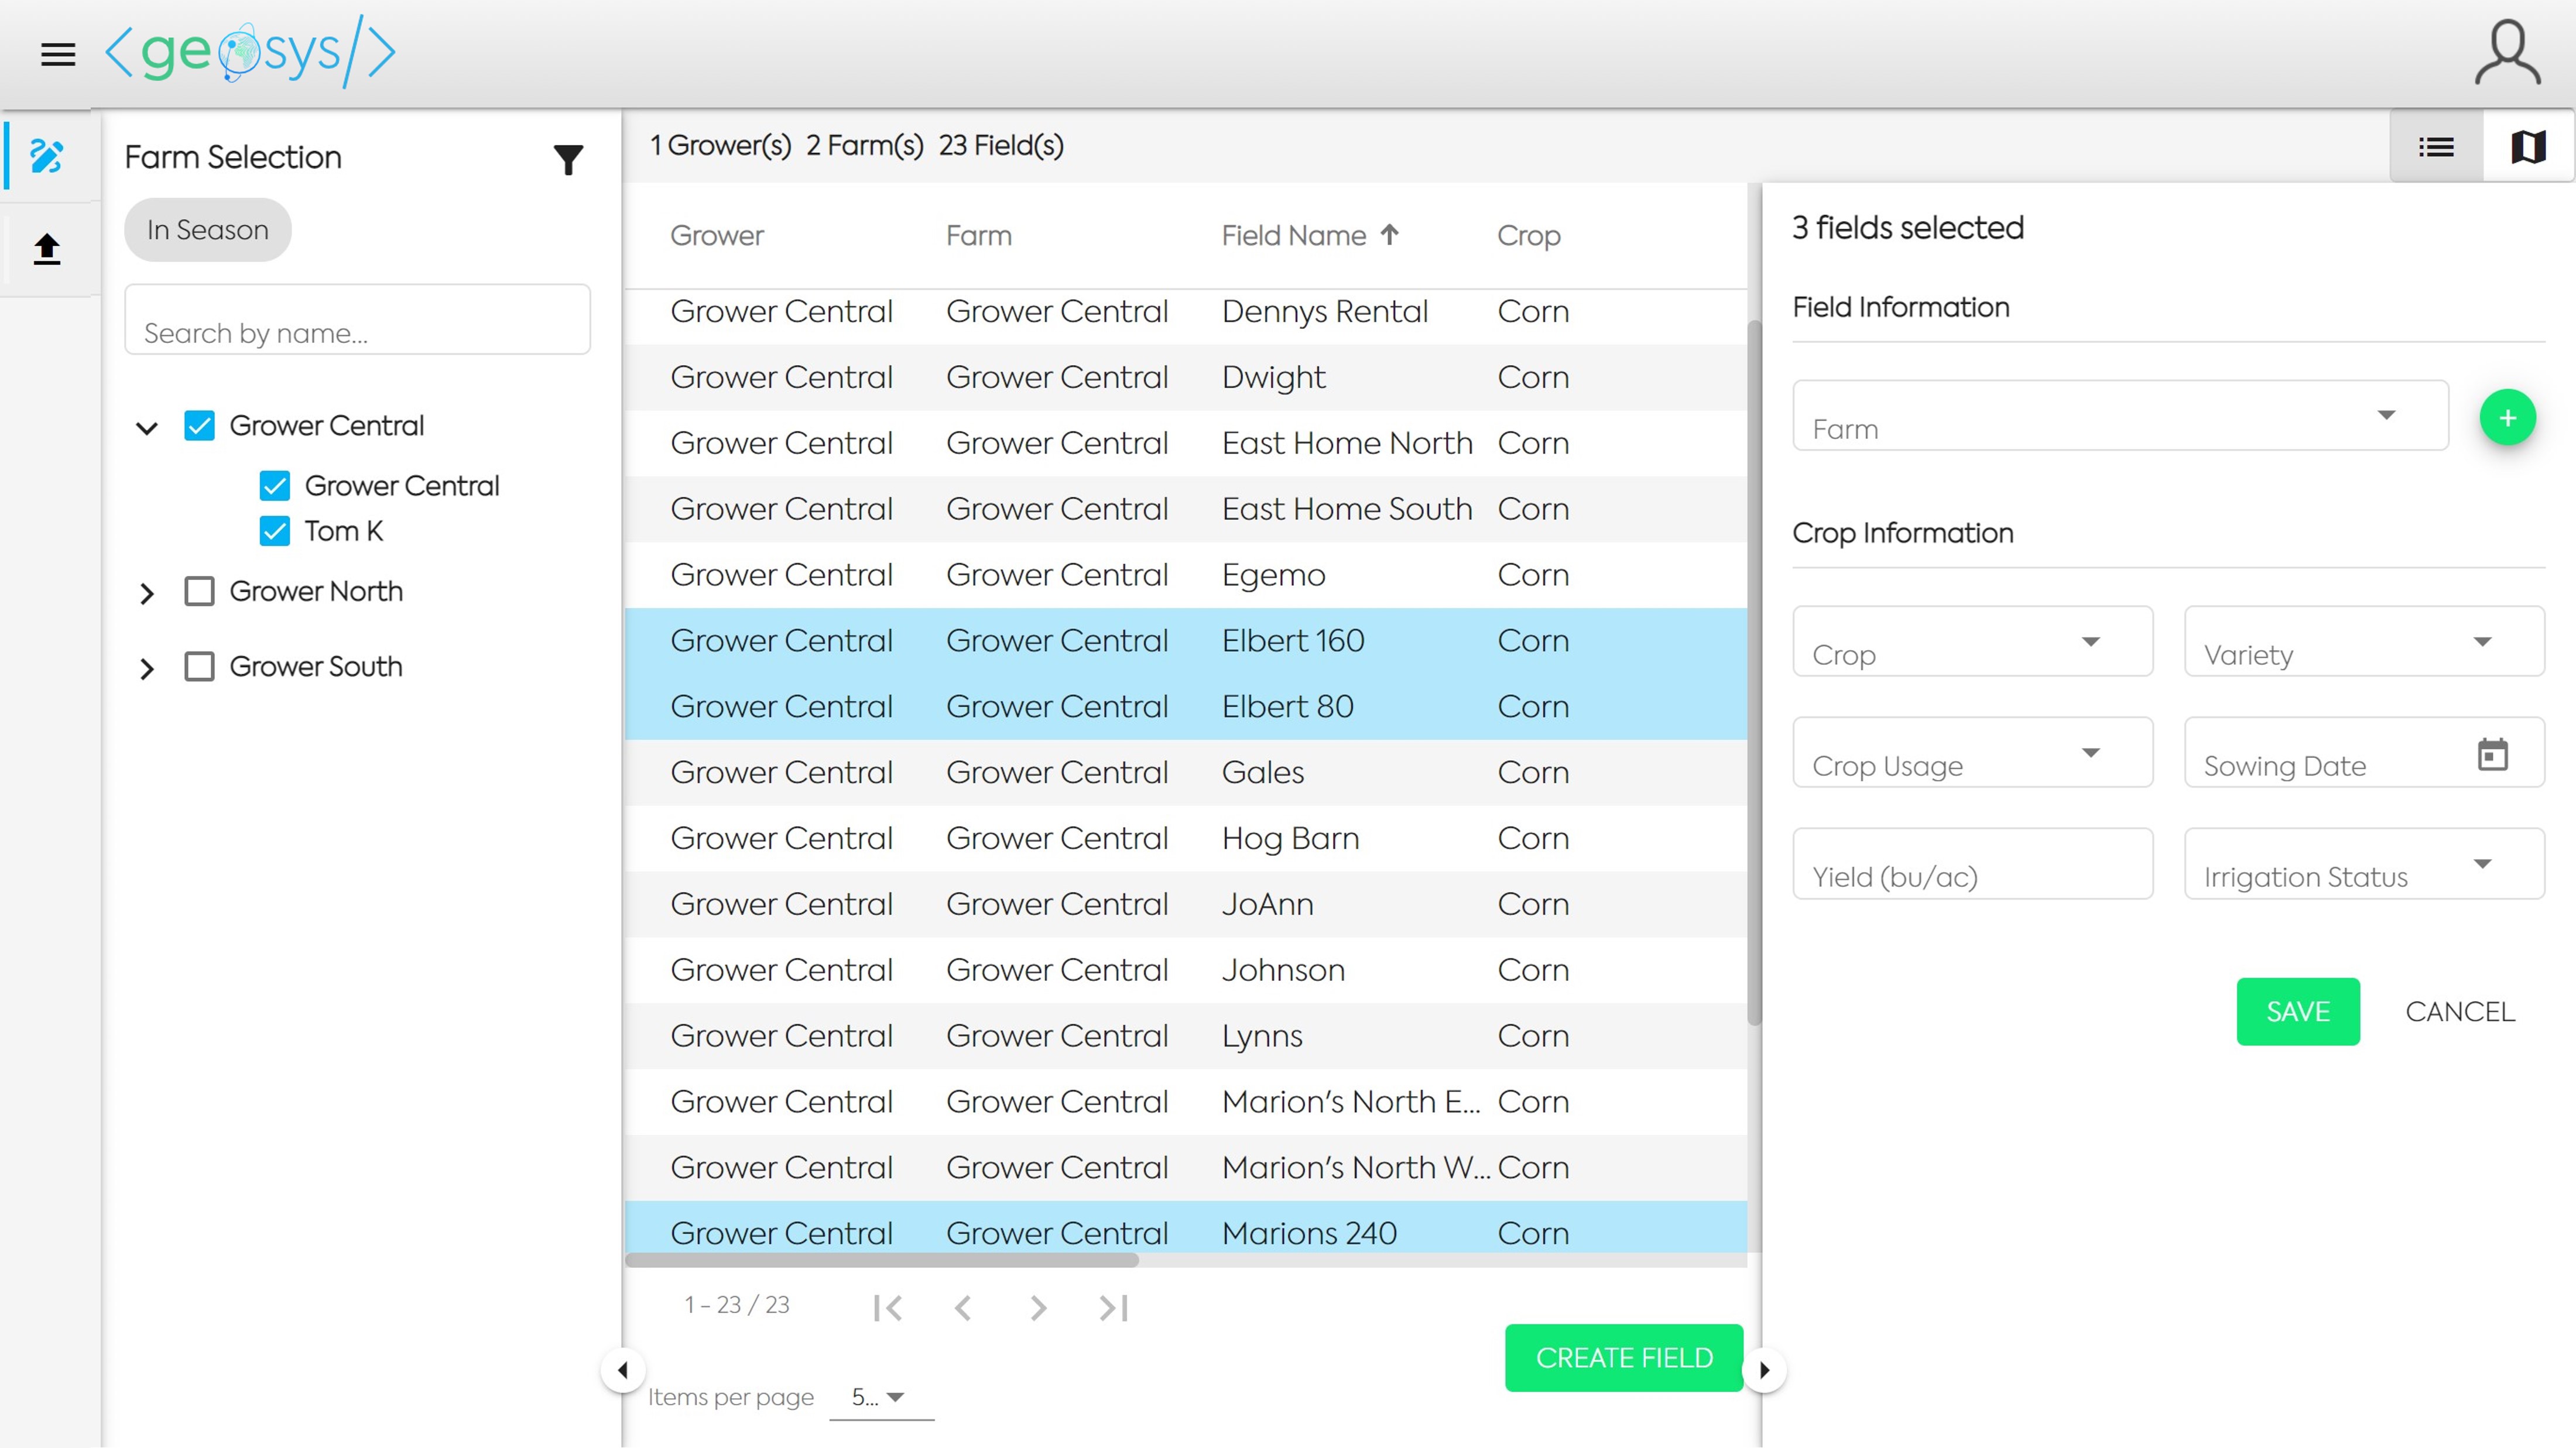 <geosys/>
Farm Selection
In Season
Search by name...
Grower Central
Grower Central
Tom K
Grower North
Grower South
1 Grower(s) 2 Farm(s) 23 Field(s)
Grower Farm Field Name ↑ Crop
Grower Central Grower Central Dennys Rental Corn
Grower Central Grower Central Dwight Corn
Grower Central Grower Central East Home North Corn
Grower Central Grower Central East Home South Corn
Grower Central Grower Central Egemo Corn
Grower Central Grower Central Elbert 160 Corn
Grower Central Grower Central Elbert 80 Corn
Grower Central Grower Central Gales Corn
Grower Central Grower Central Hog Barn Corn
Grower Central Grower Central JoAnn Corn
Grower Central Grower Central Johnson Corn
Grower Central Grower Central Lynns Corn
Grower Central Grower Central Marion's North E... Corn
Grower Central Grower Central Marion's North W... Corn
Grower Central Grower Central Marions 240 Corn
1 - 23 / 23
CREATE FIELD
Items per page 5...
3 fields selected
Field Information
Farm
Crop Information
Crop Variety
Crop Usage Sowing Date
Yield (bu/ac) Irrigation Status
SAVE CANCEL